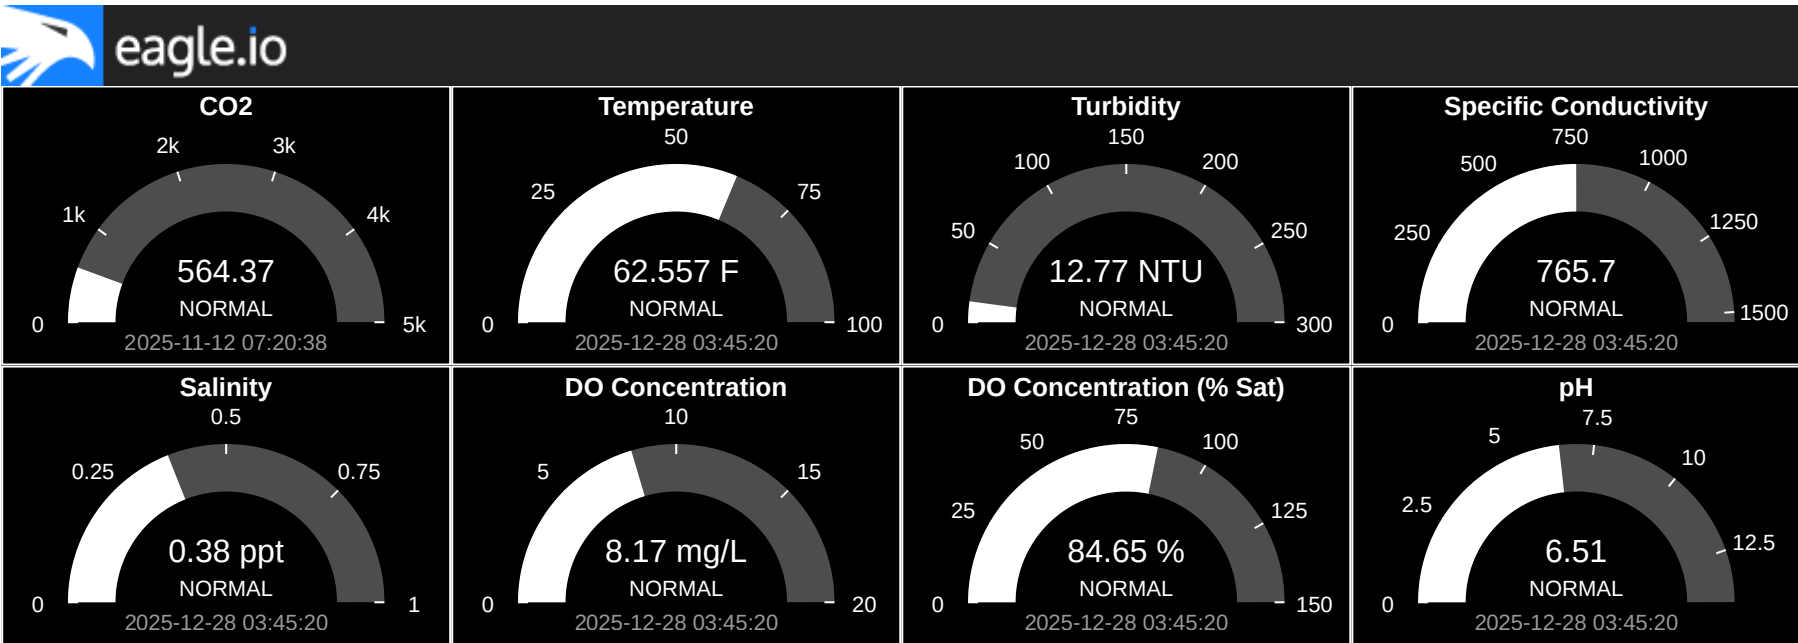 eagle.io
CO2
2k
3k
1k
4k
564.37
NORMAL
0
5k
2025-11-12 07:20:38
Temperature
50
25
75
62.557 F
NORMAL
0
100
2025-12-28 03:45:20
Turbidity
150
100
200
50
250
12.77 NTU
NORMAL
0
300
2025-12-28 03:45:20
Specific Conductivity
750
500
1000
250
1250
765.7
NORMAL
0
1500
2025-12-28 03:45:20
Salinity
0.5
0.25
0.75
0.38 ppt
NORMAL
0
1
2025-12-28 03:45:20
DO Concentration
10
5
15
8.17 mg/L
NORMAL
0
20
2025-12-28 03:45:20
DO Concentration (% Sat)
75
50
100
25
125
84.65 %
NORMAL
0
150
2025-12-28 03:45:20
pH
7.5
5
10
2.5
12.5
6.51
NORMAL
0
2025-12-28 03:45:20